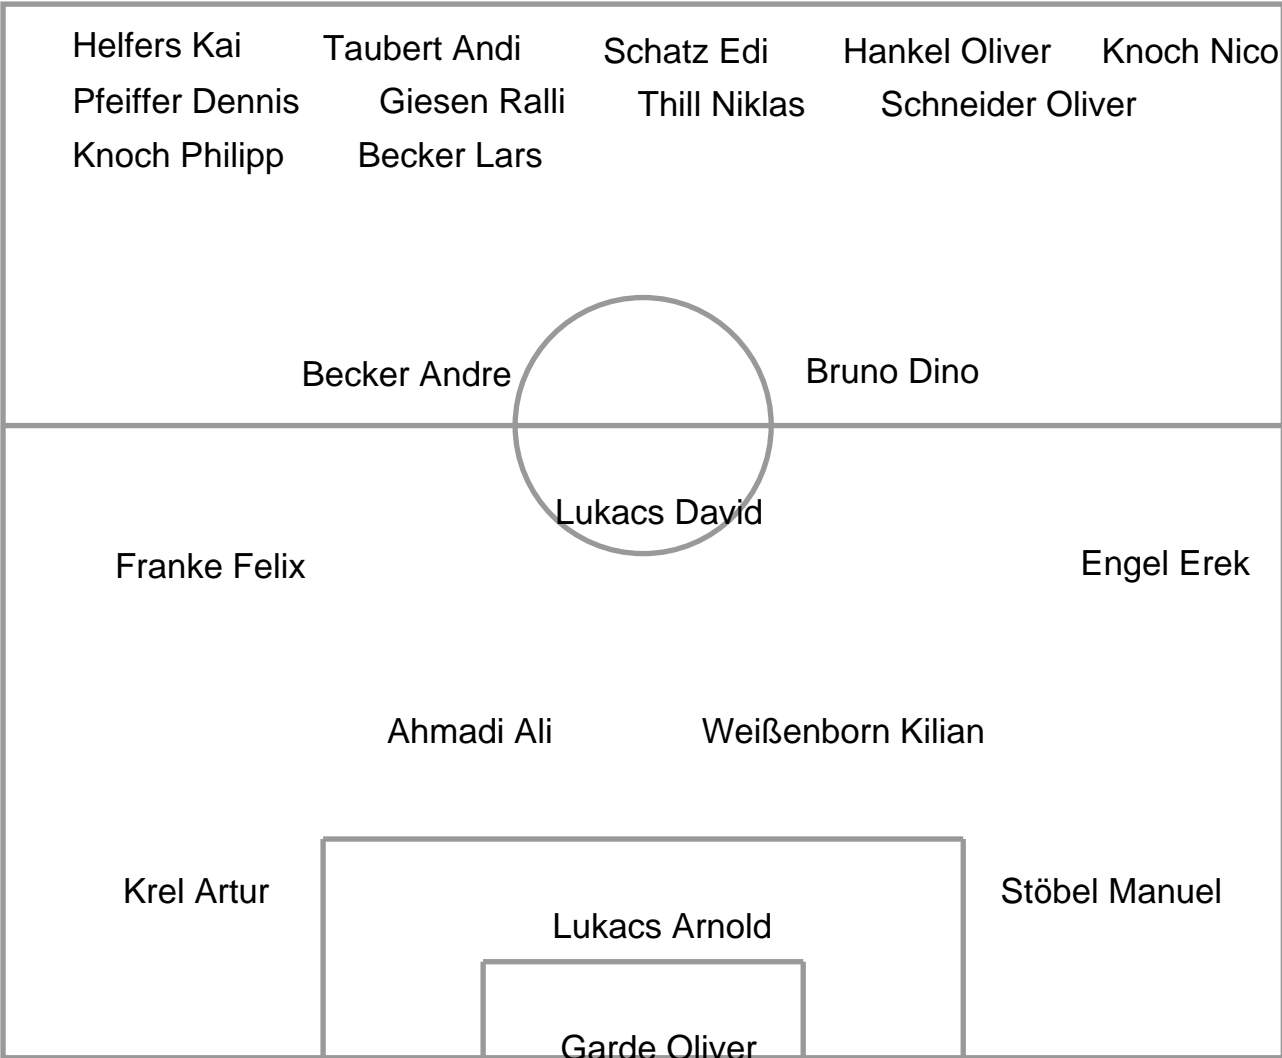 Helfers Kai Taubert Andi Schatz Edi Hankel Oliver Knoch Nico
Pfeiffer Dennis Giesen Ralli Thill Niklas Schneider Oliver
Knoch Philipp Becker Lars
Becker Andre Bruno Dino
Lukacs David
Franke Felix Engel Erek
Ahmadi Ali Weißenborn Kilian
Krel Artur Stöbel Manuel
Lukacs Arnold
Garde Oliver